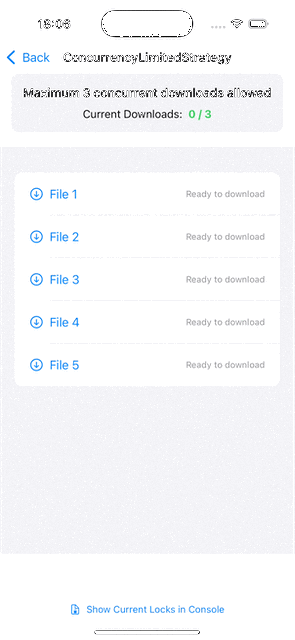 18:06
Back ConcurrencyLimitedStrategy
Maximum 3 concurrent downloads allowed
Current Downloads: 0 / 3
File 1 Ready to download
File 2 Ready to download
File 3 Ready to download
File 4 Ready to download
File 5 Ready to download
Show Current Locks in Console